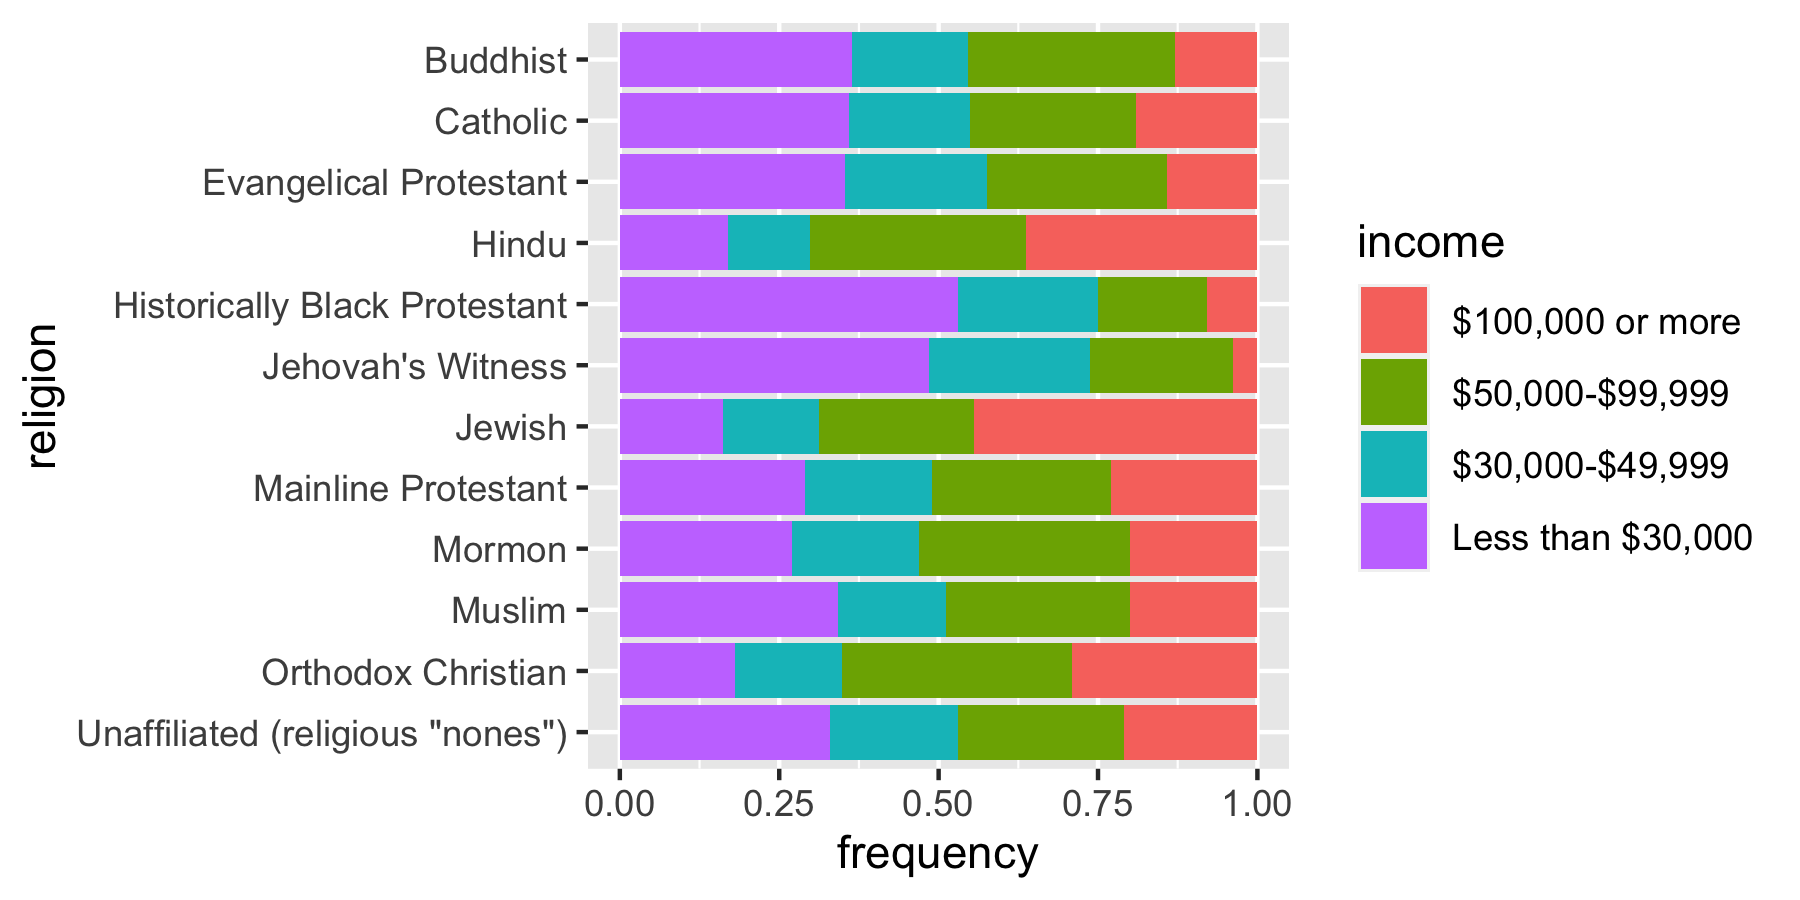 religion
Buddhist
Catholic
Evangelical Protestant
Hindu
Historically Black Protestant
Jehovah's Witness
Jewish
Mainline Protestant
Mormon
Muslim
Orthodox Christian
Unaffiliated (religious "nones")
0.00 0.25 0.50 0.75 1.00
frequency
income
$100,000 or more
$50,000-$99,999
$30,000-$49,999
Less than $30,000